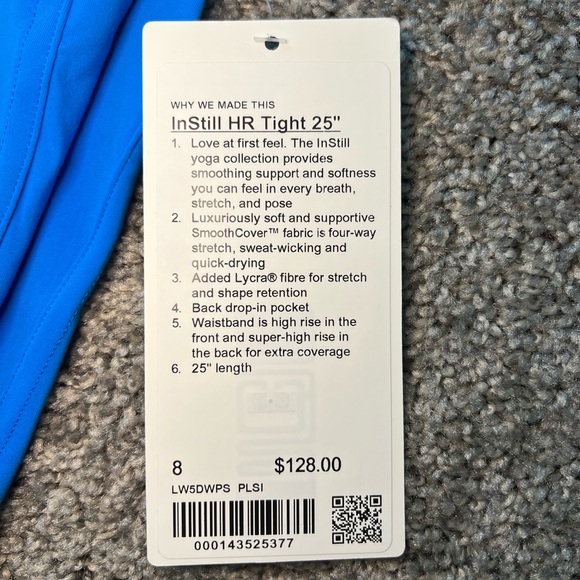 WHY WE MADE THIS
InStill HR Tight 25"
1. Love at first feel. The InStill
yoga collection provides
smoothing support and softness
you can feel in every breath,
stretch, and pose
2. Luxuriously soft and supportive
SmoothCover™ fabric is four-way
stretch, sweat-wicking and
quick-drying
3. Added Lycra® fibre for stretch
and shape retention
4. Back drop-in pocket
5. Waistband is high rise in the
front and super-high rise in
the back for extra coverage
6. 25" length
8 $128.00
LW5DWPS PLSI
000143525377